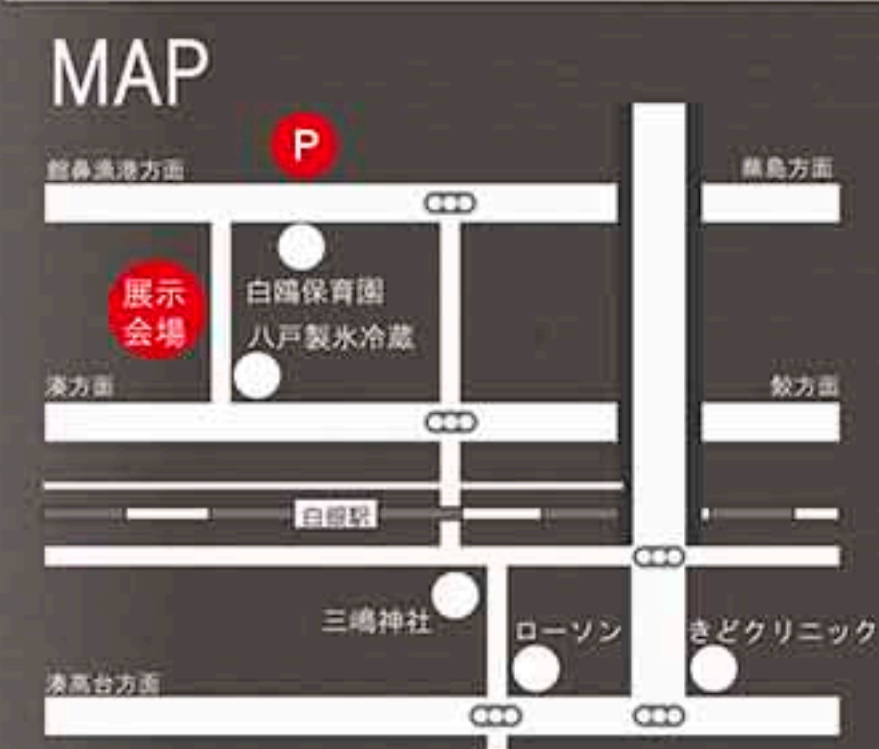 MAP
P
館鼻漁港方面
蕪島方面
展示
会場
白鴎保育園
八戸製氷冷蔵
湊方面
鮫方面
白銀駅
三嶋神社
ローソン
きどクリニック
湊高台方面